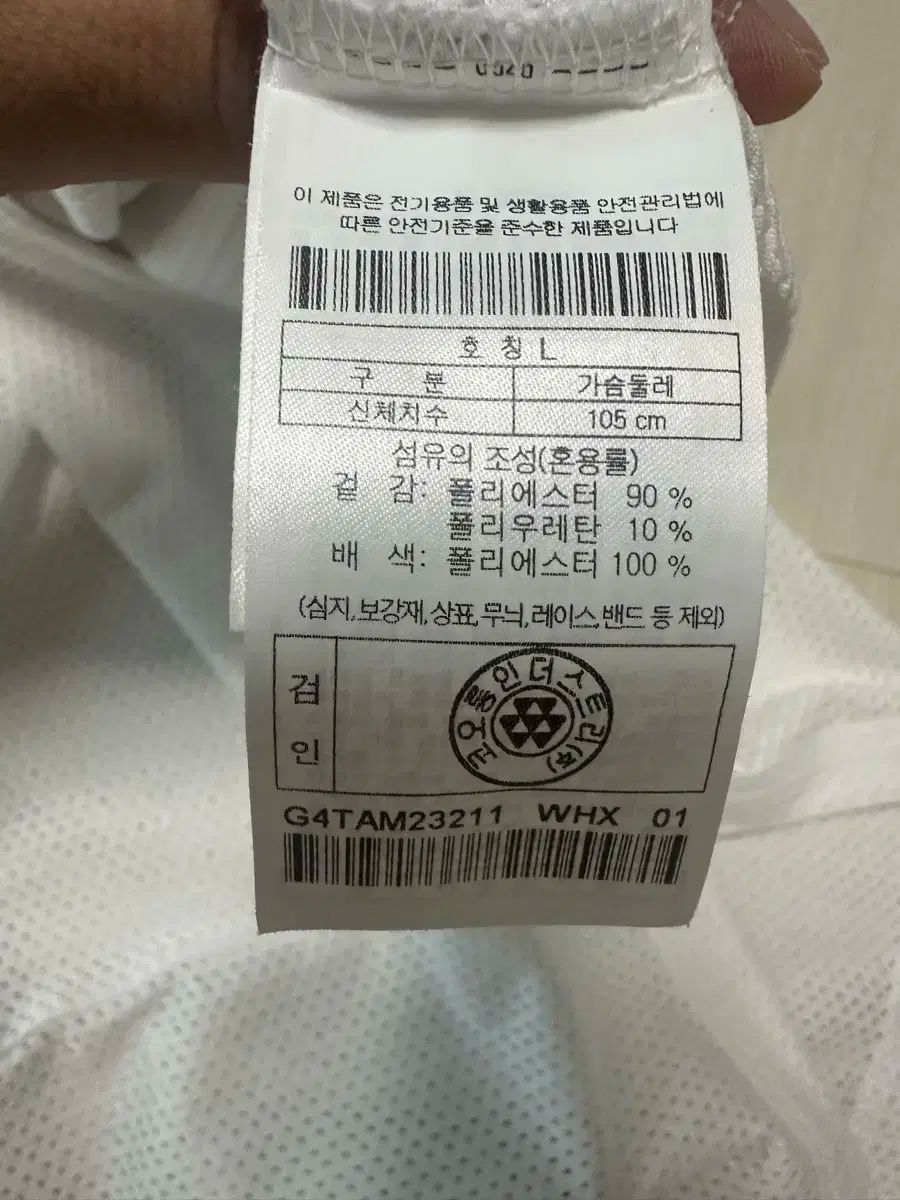 이 제품은 전기용품 및 생활용품 안전관리법에
따른 안전기준을 준수한 제품입니다
호 칭 L
구 분 가슴둘레
신체치수 105 cm
섬유의 조성(혼용률)
겉 감: 폴리에스터 90 %
폴리우레탄 10 %
배 색: 폴리에스터 100 %
(심지,보강재,상표,무늬,레이스,밴드 등 제외)
검
인
코오롱인더스트리(주)
G4TAM23211 WHX 01